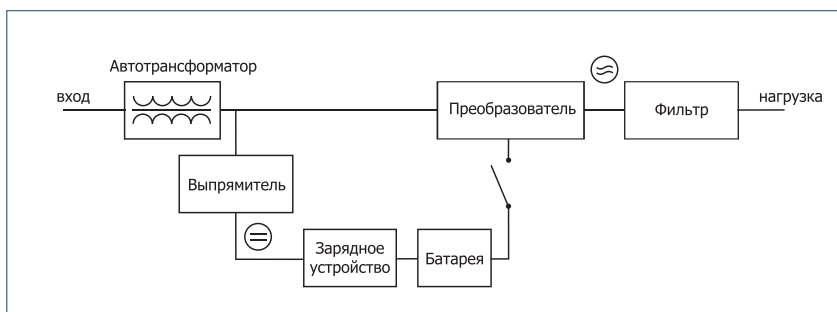 Автотрансформатор
вход
Преобразователь
Фильтр
нагрузка
Выпрямитель
Зарядное
устройство
Батарея